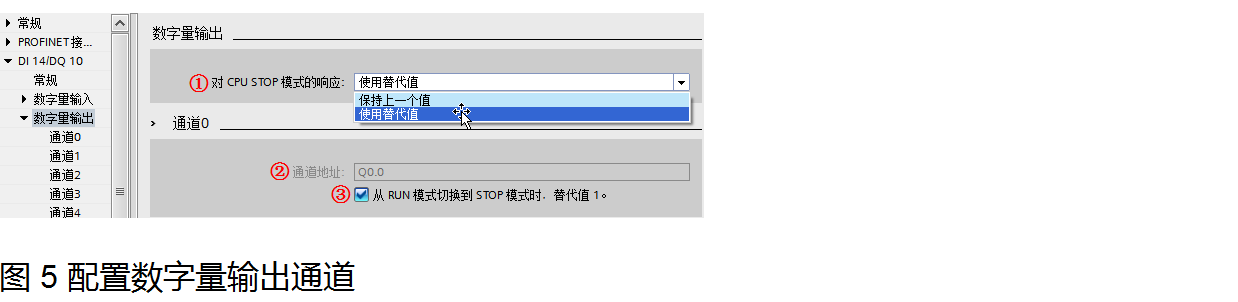 常规
PROFINET接...
DI 14/DQ 10
常规
数字量输入
数字量输出
通道0
通道1
通道2
通道3
通道4
数字量输出
① 对 CPU STOP 模式的响应: 使用替代值
保持上一个值
使用替代值
通道0
② 通道地址: Q0.0
③ 从 RUN 模式切换到 STOP 模式时，替代值 1。
图 5 配置数字量输出通道